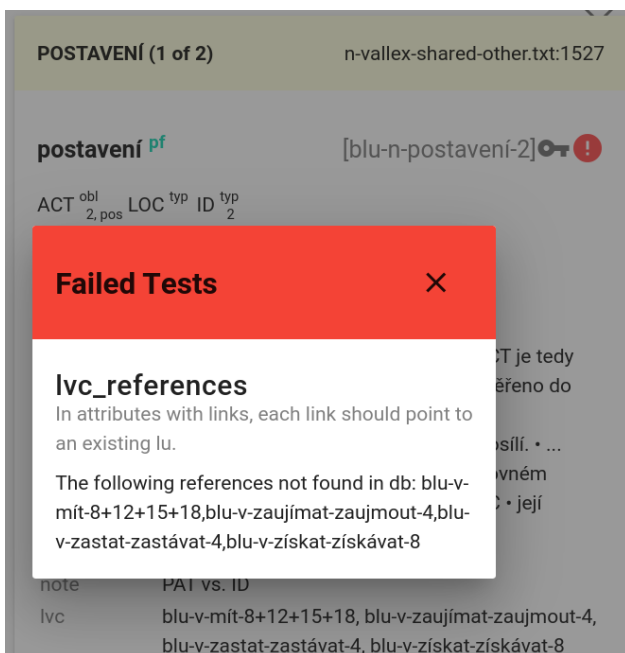 POSTAVENÍ (1 of 2) n-vallex-shared-other.txt:1527
postavení pf [blu-n-postavení-2]
ACT obl 2, pos LOC typ ID typ 2
Failed Tests
CT je tedy
ěřeno do
lvc_references
In attributes with links, each link should point to
an existing lu.
osílí. • ...
The following references not found in db: blu-v-
mít-8+12+15+18,blu-v-zaujímat-zaujmout-4,blu-
v-zastat-zastávat-4,blu-v-získat-získávat-8
vném
• její
note PAT vs. ID
lvc blu-v-mít-8+12+15+18, blu-v-zaujímat-zaujmout-4,
blu-v-zastat-zastávat-4, blu-v-získat-získávat-8